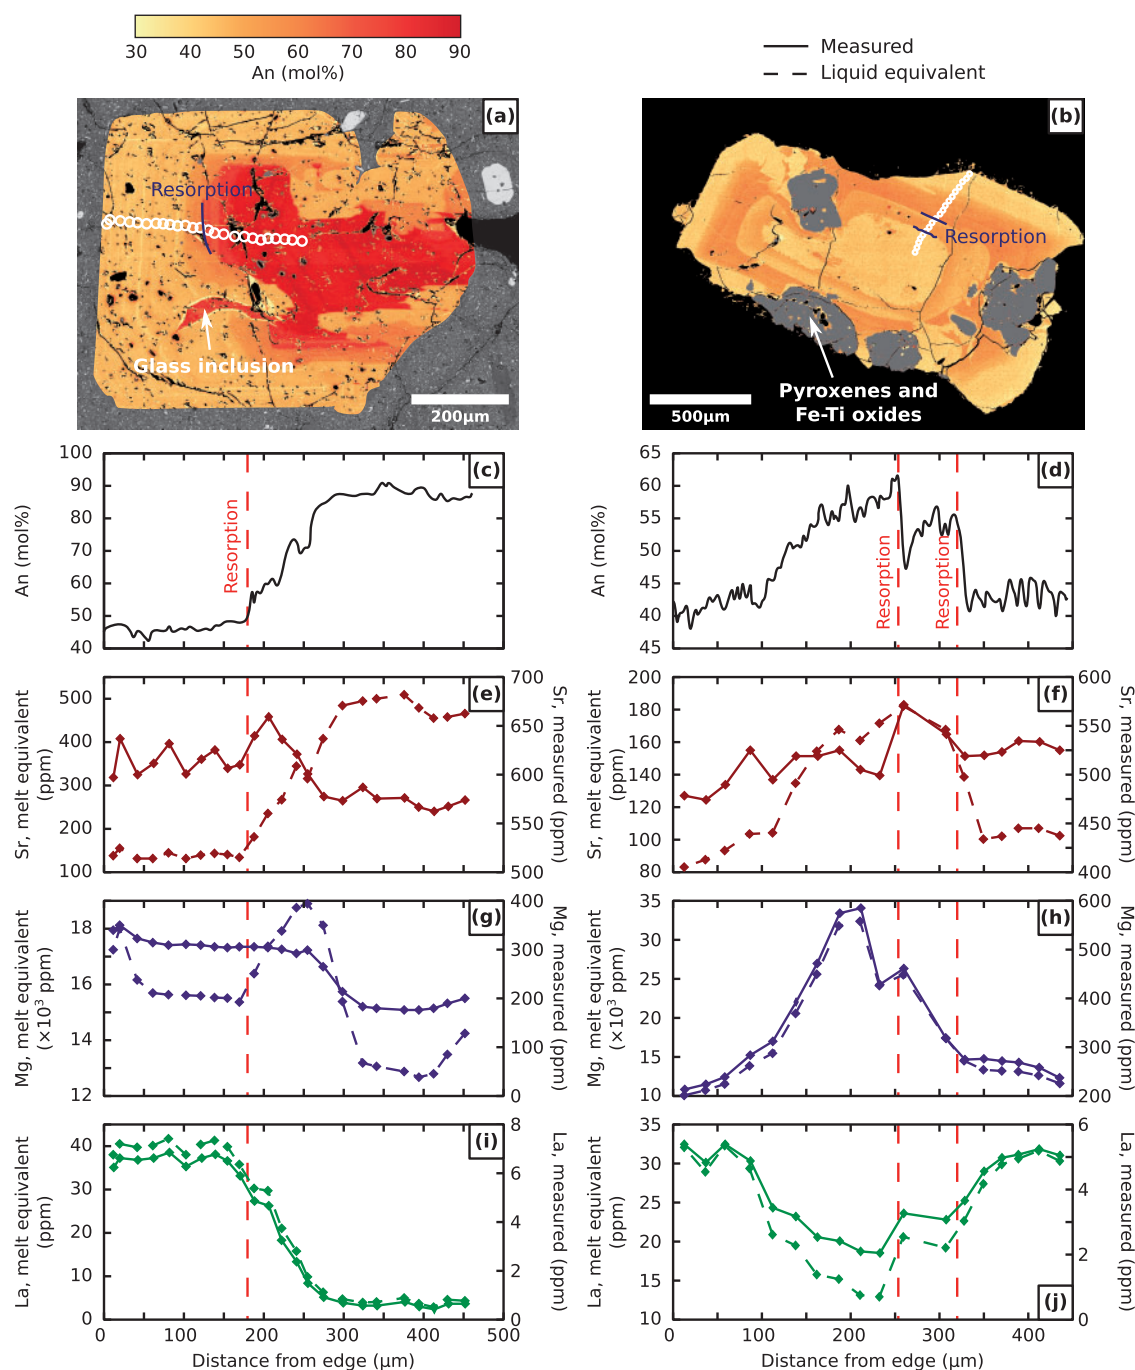 30 40 50 60 70 80 90
An (mol%)
Measured
Liquid equivalent
(a)
Resorption
Glass inclusion
200μm
(b)
Resorption
Pyroxenes and
Fe-Ti oxides
500μm
(c)
An (mol%)
100
90
80
70
60
50
40
Resorption
(d)
An (mol%)
65
60
55
50
45
40
45
Resorption
Resorption
(e)
Sr, melt equivalent
(ppm)
500
400
300
200
100
700
650
600
550
500
Sr, measured (ppm)
(f)
Sr, melt equivalent
(ppm)
200
180
160
140
120
100
80
600
550
500
450
400
Sr, measured (ppm)
(g)
Mg, melt equivalent
(×10³ ppm)
18
16
14
12
400
300
200
100
0
Mg, measured (ppm)
(h)
Mg, melt equivalent
(×10³ ppm)
35
30
25
20
15
10
600
500
400
300
200
Mg, measured (ppm)
(i)
La, melt equivalent
(ppm)
40
30
20
10
0
8
6
4
2
0
La, measured
(ppm)
0 100 200 300 400 500
Distance from edge (μm)
(j)
La, melt equivalent
(ppm)
35
30
25
20
15
10
6
4
2
0
La, measured
(ppm)
0 100 200 300 400
Distance from edge (μm)